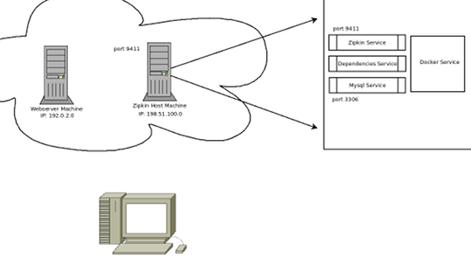 port 9411
Webserver Machine
IP: 192.0.2.0
Zipkin Host Machine
IP: 198.51.100.0
port 9411
Zipkin Service
Dependencies Service
Mysql Service
port 3306
Docker Service